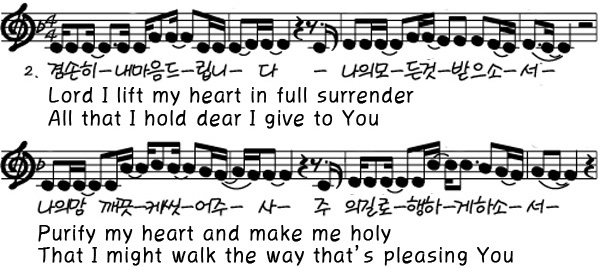 2. 겸손히-내마음드-립니-다 - 나의모-든것-받으소-서-
Lord I lift my heart in full surrender
All that I hold dear I give to You
나의맘 깨끗-케씻-어주-사- 주 의길로-행하-게하소-서-
Purify my heart and make me holy
That I might walk the way that's pleasing You